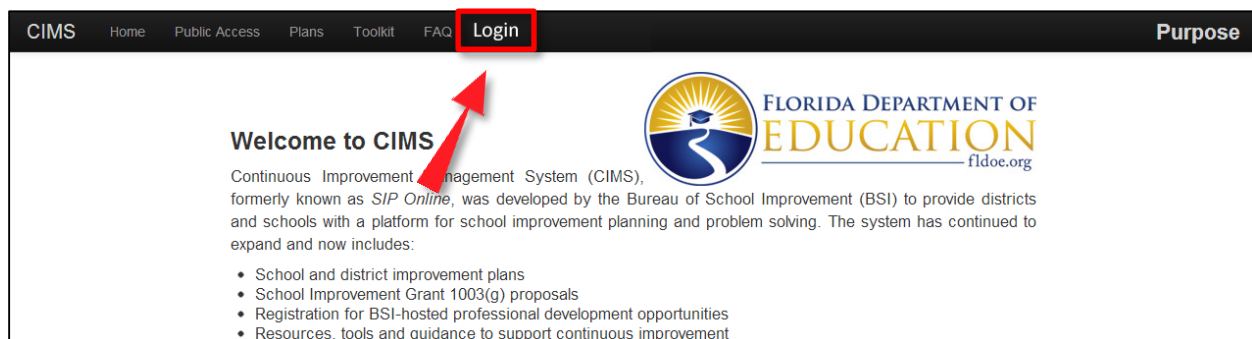 CIMS Home Public Access Plans Toolkit FAQ Login Purpose
FLORIDA DEPARTMENT OF
EDUCATION
fldoe.org
Welcome to CIMS
Continuous Improvement nagement System (CIMS),
formerly known as SIP Online, was developed by the Bureau of School Improvement (BSI) to provide districts
and schools with a platform for school improvement planning and problem solving. The system has continued to
expand and now includes:
• School and district improvement plans
• School Improvement Grant 1003(g) proposals
• Registration for BSI-hosted professional development opportunities
• Resources, tools and guidance to support continuous improvement